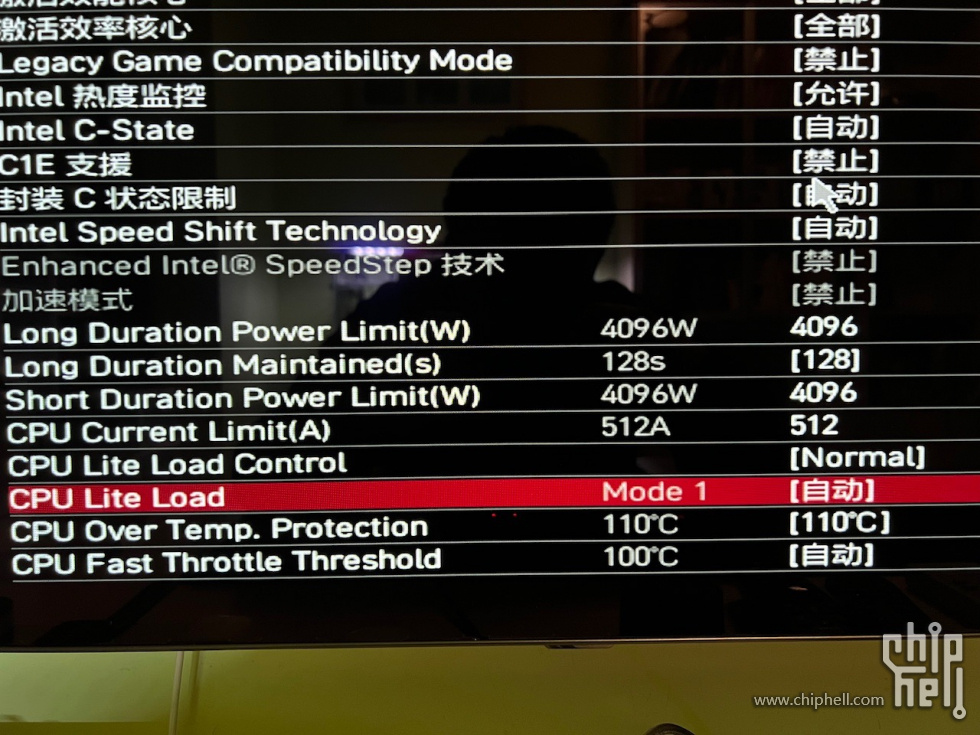 激活效率核心 [全部]
Legacy Game Compatibility Mode [禁止]
Intel 热度监控 [允许]
Intel C-State [自动]
C1E 支援 [禁止]
封装 C 状态限制 [自动]
Intel Speed Shift Technology [自动]
Enhanced Intel® SpeedStep 技术 [禁止]
加速模式 [禁止]
Long Duration Power Limit(W) 4096W 4096
Long Duration Maintained(s) 128s [128]
Short Duration Power Limit(W) 4096W 4096
CPU Current Limit(A) 512A 512
CPU Lite Load Control [Normal]
CPU Lite Load Mode 1 [自动]
CPU Over Temp. Protection 110°C [110°C]
CPU Fast Throttle Threshold 100°C [自动]
chip hell
www.chiphell.com